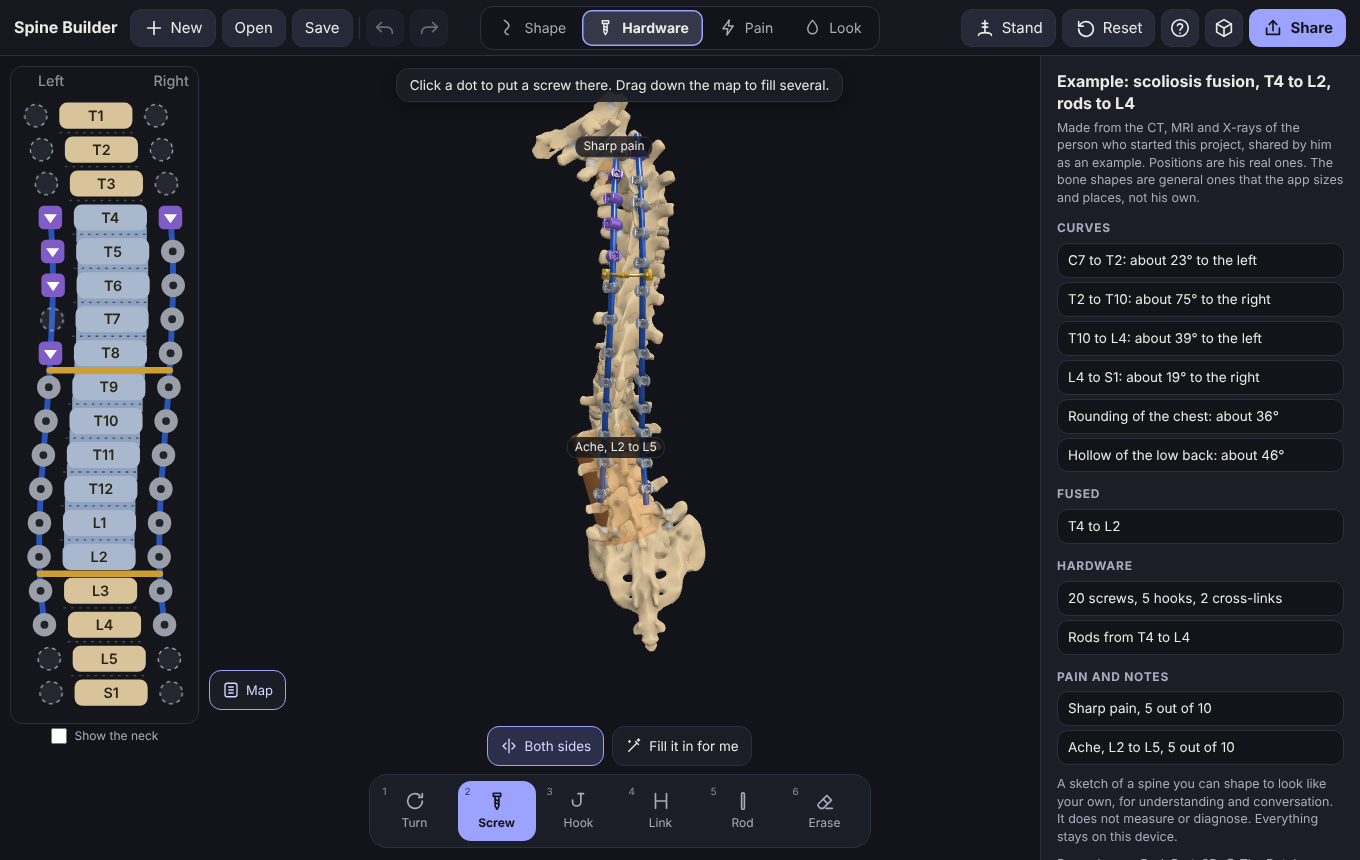 Spine Builder
New
Open
Save
Shape
Hardware
Pain
Look
Stand
Reset
Share
Left
Right
Click a dot to put a screw there. Drag down the map to fill several.
T1
T2
T3
T4
T5
T6
T7
T8
T9
T10
T11
T12
L1
L2
L3
L4
L5
S1
Show the neck
Map
Sharp pain
Ache, L2 to L5
Both sides
Fill it in for me
1
Turn
2
Screw
3
Hook
4
Link
5
Rod
6
Erase
Example: scoliosis fusion, T4 to L2,
rods to L4
Made from the CT, MRI and X-rays of the
person who started this project, shared by him
as an example. Positions are his real ones. The
bone shapes are general ones that the app sizes
and places, not his own.
CURVES
C7 to T2: about 23° to the left
T2 to T10: about 75° to the right
T10 to L4: about 39° to the left
L4 to S1: about 19° to the right
Rounding of the chest: about 36°
Hollow of the low back: about 46°
FUSED
T4 to L2
HARDWARE
20 screws, 5 hooks, 2 cross-links
Rods from T4 to L4
PAIN AND NOTES
Sharp pain, 5 out of 10
Ache, L2 to L5, 5 out of 10
A sketch of a spine you can shape to look like
your own, for understanding and conversation.
It does not measure or diagnose. Everything
stays on this device.